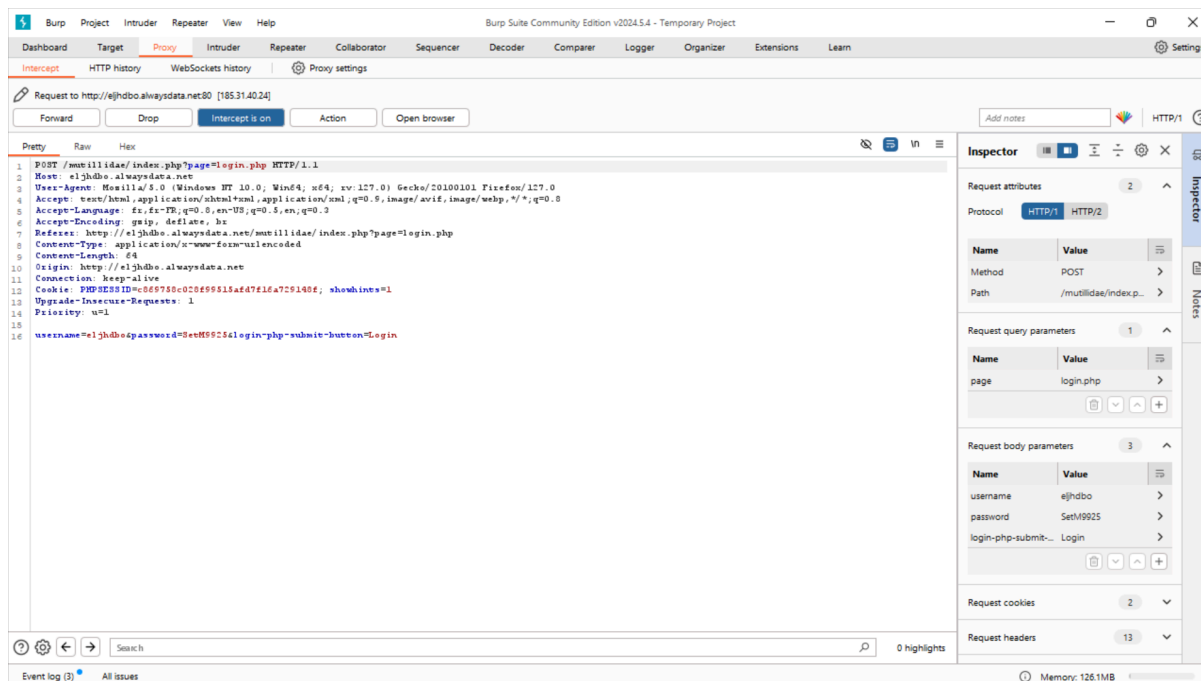 Burp Project Intruder Repeater View Help Burp Suite Community Edition v2024.5.4 - Temporary Project
Dashboard Target Proxy Intruder Repeater Collaborator Sequencer Decoder Comparer Logger Organizer Extensions Learn Setting
Intercept HTTP history WebSockets history Proxy settings
Request to http://eljhdbo.alwaysdata.net:80 [185.31.40.24]
Forward Drop Intercept is on Action Open browser Add notes HTTP/1
Pretty Raw Hex \n
1 POST /mutillidae/index.php?page=login.php HTTP/1.1
2 Host: eljhdbo.alwaysdata.net
3 User-Agent: Mozilla/5.0 (Windows NT 10.0; Win64; x64; rv:127.0) Gecko/20100101 Firefox/127.0
4 Accept: text/html,application/xhtml+xml,application/xml;q=0.9,image/avif,image/webp,*/*;q=0.8
5 Accept-Language: fr,fr-FR;q=0.8,en-US;q=0.5,en;q=0.3
6 Accept-Encoding: gzip, deflate, br
7 Referer: http://eljhdbo.alwaysdata.net/mutillidae/index.php?page=login.php
8 Content-Type: application/x-www-form-urlencoded
9 Content-Length: 64
10 Origin: http://eljhdbo.alwaysdata.net
11 Connection: keep-alive
12 Cookie: PHPSESSID=c869758c028f99515afd7f16a729148f; showhints=1
13 Upgrade-Insecure-Requests: 1
14 Priority: u=1
15
16 username=eljhdbo&password=SetM9925&login-php-submit-button=Login
Inspector
Request attributes 2
Protocol HTTP/1 HTTP/2
Name Value
Method POST
Path /mutillidae/index.p...
Request query parameters 1
Name Value
page login.php
Request body parameters 3
Name Value
username eljhdbo
password SetM9925
login-php-submit-... Login
Request cookies 2
Request headers 13
Inspector
Notes
Search 0 highlights
Event log (3) All issues Memory: 126.1MB